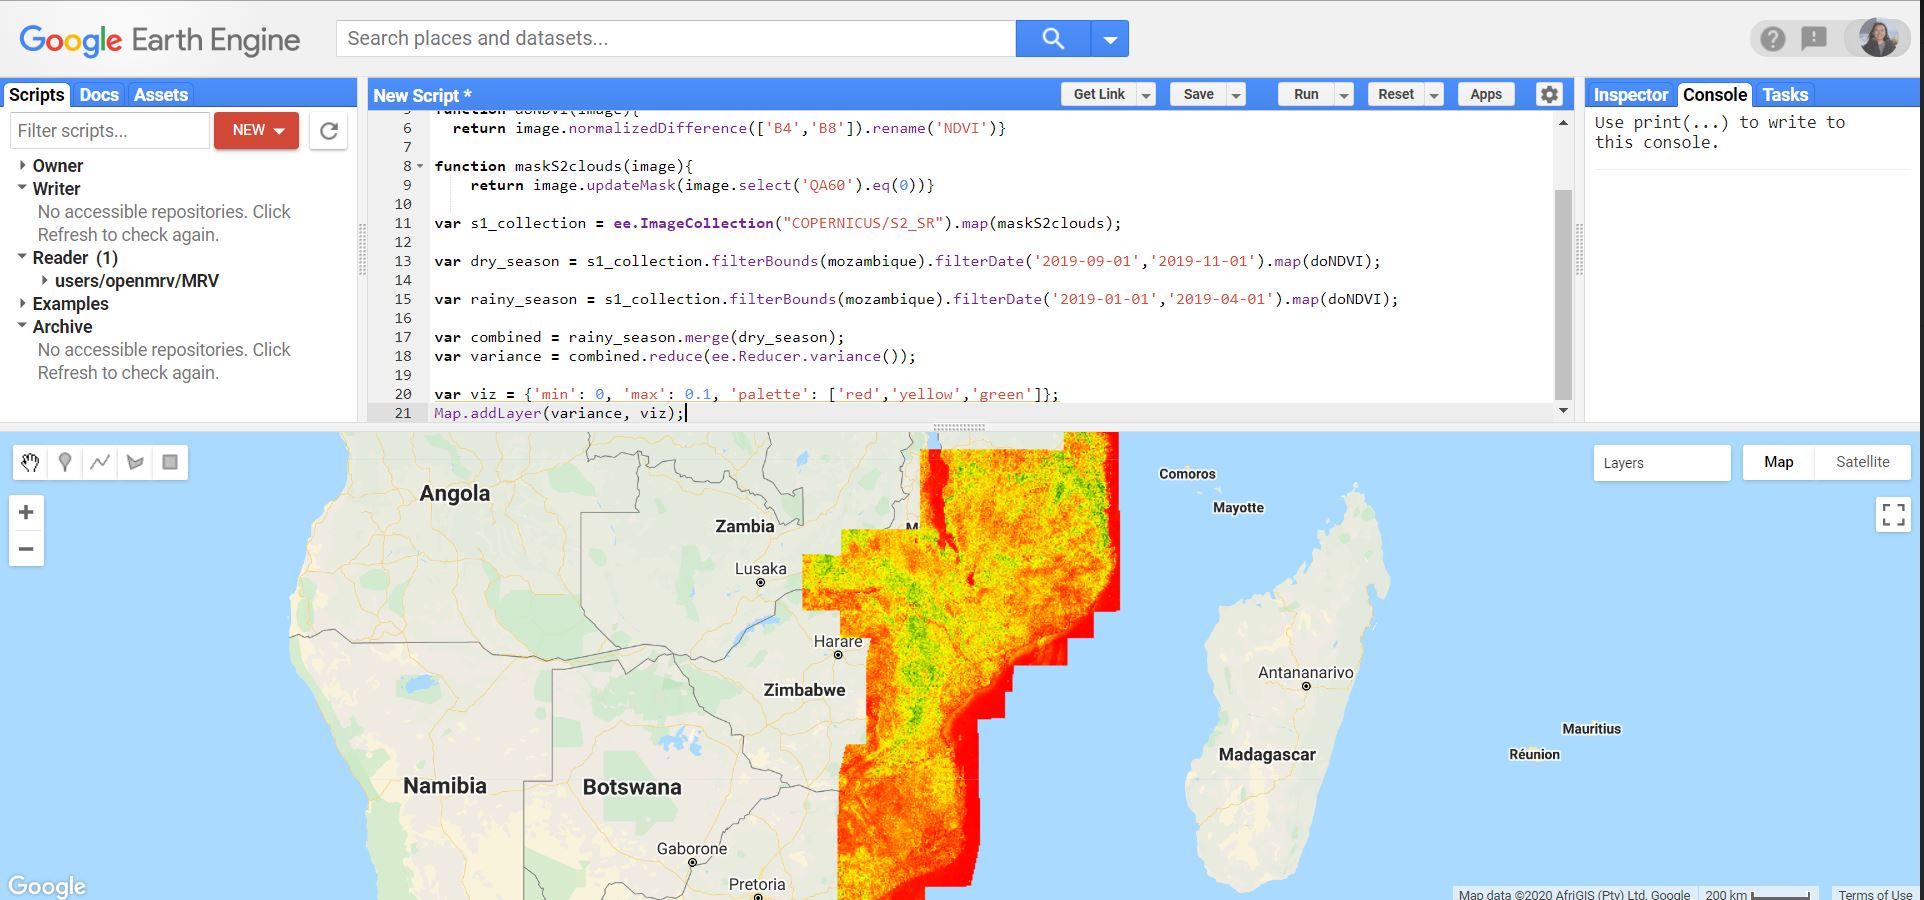 Google Earth Engine
Search places and datasets...
Scripts Docs Assets
Filter scripts...
NEW
Owner
Writer
No accessible repositories. Click
Refresh to check again.
Reader (1)
users/openmrv/MRV
Examples
Archive
No accessible repositories. Click
Refresh to check again.
New Script *
Get Link Save Run Reset Apps
function doNDVI(image){
6 return image.normalizedDifference(['B4','B8']).rename('NDVI')}
7
8 function maskS2clouds(image){
9 return image.updateMask(image.select('QA60').eq(0))}
10
11 var s1_collection = ee.ImageCollection("COPERNICUS/S2_SR").map(maskS2clouds);
12
13 var dry_season = s1_collection.filterBounds(mozambique).filterDate('2019-09-01','2019-11-01').map(doNDVI);
14
15 var rainy_season = s1_collection.filterBounds(mozambique).filterDate('2019-01-01','2019-04-01').map(doNDVI);
16
17 var combined = rainy_season.merge(dry_season);
18 var variance = combined.reduce(ee.Reducer.variance());
19
20 var viz = {'min': 0, 'max': 0.1, 'palette': ['red','yellow','green']};
21 Map.addLayer(variance, viz);
Inspector Console Tasks
Use print(...) to write to
this console.
Layers
Map Satellite
Angola
Zambia
Lusaka
M
Harare
Zimbabwe
Namibia
Botswana
Gaborone
Pretoria
Comoros
Mayotte
Antananarivo
Madagascar
Mauritius
Réunion
Google
Map data ©2020 AfriGIS (Pty) Ltd, Google 200 km Terms of Use